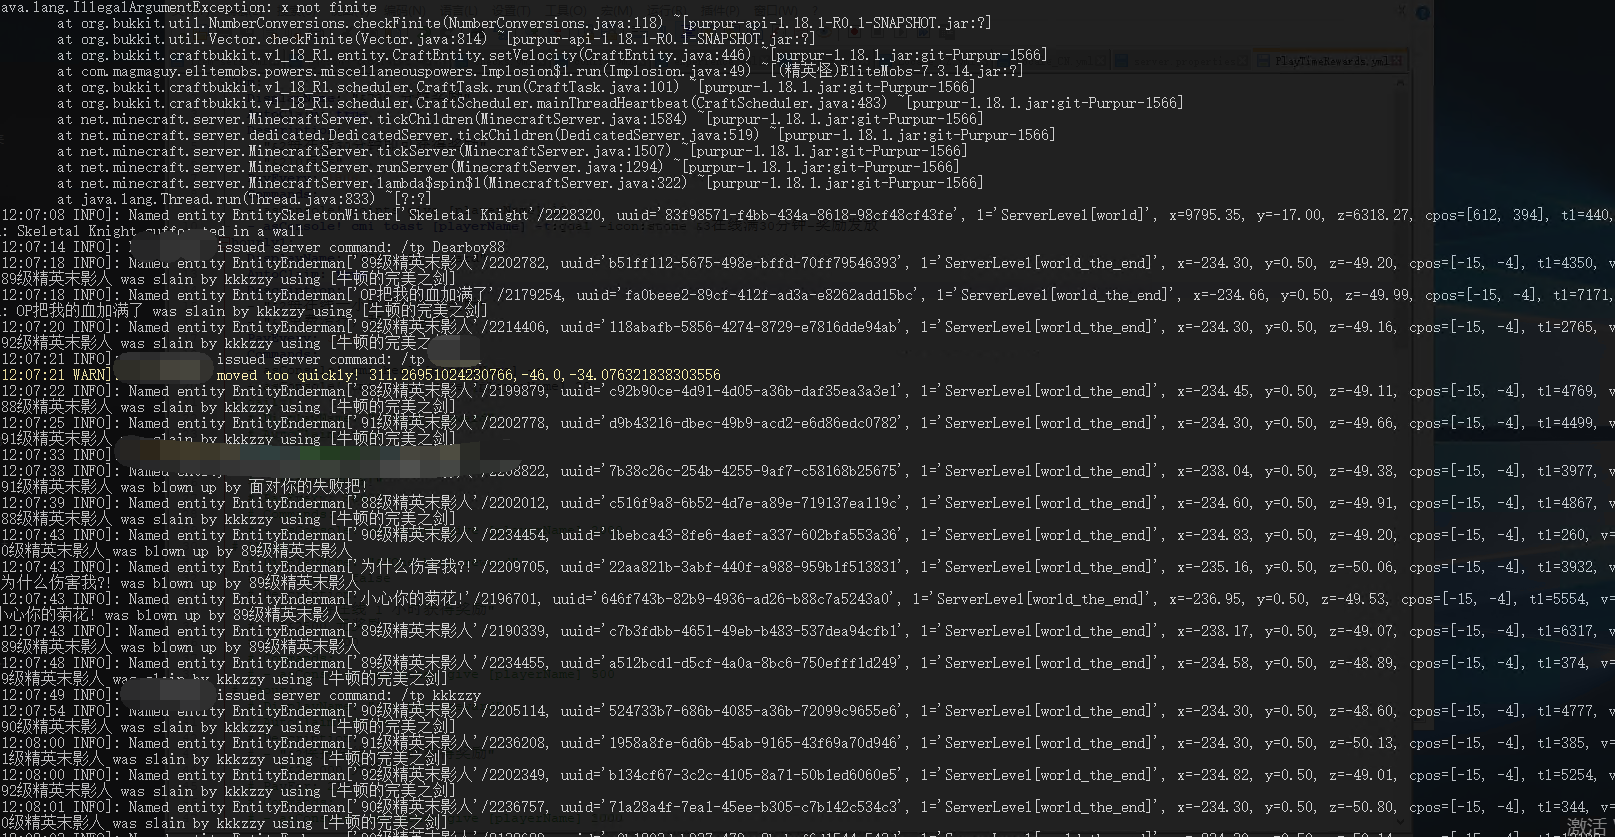 ava.lang.IllegalArgumentException: x not finite
at org.bukkit.util.NumberConversions.checkFinite(NumberConversions.java:118) ~[purpur-api-1.18.1-R0.1-SNAPSHOT.jar:?]
at org.bukkit.util.Vector.checkFinite(Vector.java:814) ~[purpur-api-1.18.1-R0.1-SNAPSHOT.jar:?]
at org.bukkit.craftbukkit.v1_18_R1.entity.CraftEntity.setVelocity(CraftEntity.java:446) ~[purpur-1.18.1.jar:git-Purpur-1566]
at com.magmaguy.elitemobs.powers.miscellaneouspowers.Implosion$1.run(Implosion.java:49) ~[(精英怪)EliteMobs-7.3.14.jar:?]
at org.bukkit.craftbukkit.v1_18_R1.scheduler.CraftTask.run(CraftTask.java:101) ~[purpur-1.18.1.jar:git-Purpur-1566]
at org.bukkit.craftbukkit.v1_18_R1.scheduler.CraftScheduler.mainThreadHeartbeat(CraftScheduler.java:483) ~[purpur-1.18.1.jar:git-Purpur-1566]
at net.minecraft.server.MinecraftServer.tickChildren(MinecraftServer.java:1584) ~[purpur-1.18.1.jar:git-Purpur-1566]
at net.minecraft.server.dedicated.DedicatedServer.tickChildren(DedicatedServer.java:519) ~[purpur-1.18.1.jar:git-Purpur-1566]
at net.minecraft.server.MinecraftServer.tickServer(MinecraftServer.java:1507) ~[purpur-1.18.1.jar:git-Purpur-1566]
at net.minecraft.server.MinecraftServer.runServer(MinecraftServer.java:1294) ~[purpur-1.18.1.jar:git-Purpur-1566]
at net.minecraft.server.MinecraftServer.lambda$spin$1(MinecraftServer.java:322) ~[purpur-1.18.1.jar:git-Purpur-1566]
at java.lang.Thread.run(Thread.java:833) ~[?:?]
12:07:08 INFO]: Named entity EntitySkeletonWither['Skeletal Knight'/2228320, uuid='83f98571-f4bb-434a-8618-98cf48cf43fe', l='ServerLevel[world]', x=9795.35, y=-17.00, z=6318.27, cpos=[612, 394], t1=440,
: Skeletal Knight suffocated in a wall
12:07:14 INFO]: issued server command: /tp Dearboy88
12:07:18 INFO]: Named entity EntityEnderman['89级精英末影人'/2202782, uuid='b51ff112-5675-498e-bffd-70ff79546393', l='ServerLevel[world_the_end]', x=-234.30, y=0.50, z=-49.20, cpos=[-15, -4], t1=4350, v
89级精英末影人 was slain by kkkzzy using [牛顿的完美之剑]
12:07:18 INFO]: Named entity EntityEnderman['OP把我的血加满了'/2179254, uuid='fa0beee2-89cf-412f-ad3a-e8262add15bc', l='ServerLevel[world_the_end]', x=-234.66, y=0.50, z=-49.99, cpos=[-15, -4], t1=7171,
: OP把我的血加满了 was slain by kkkzzy using [牛顿的完美之剑]
12:07:20 INFO]: Named entity EntityEnderman['92级精英末影人'/2214406, uuid='118abafb-5856-4274-8729-e7816dde94ab', l='ServerLevel[world_the_end]', x=-234.30, y=0.50, z=-49.16, cpos=[-15, -4], t1=2765, v
92级精英末影人 was slain by kkkzzy using [牛顿的完美之
12:07:21 INFO]: issued server command: /tp
12:07:21 WARN]: moved too quickly! 311.26951024230766,-46.0,-34.076321838303556
12:07:22 INFO]: Named entity EntityEnderman['88级精英末影人'/2199879, uuid='c92b90ce-4d91-4d05-a36b-daf35ea3a3e1', l='ServerLevel[world_the_end]', x=-234.45, y=0.50, z=-49.11, cpos=[-15, -4], t1=4769, v
88级精英末影人 was slain by kkkzzy using [牛顿的完美之剑]
12:07:25 INFO]: Named entity EntityEnderman['91级精英末影人'/2202778, uuid='d9b43216-dbec-49b9-acd2-e6d86edc0782', l='ServerLevel[world_the_end]', x=-234.30, y=0.50, z=-49.66, cpos=[-15, -4], t1=4499, v
91级精英末影人 was slain by kkkzzy using [牛顿的完美之剑]
12:07:33 INFO]:
12:07:38 INFO]: uuid='7b38c26c-254b-4255-9af7-c58168b25675', l='ServerLevel[world_the_end]', x=-238.04, y=0.50, z=-49.38, cpos=[-15, -4], t1=3977, v
91级精英末影人 was blown up by 面对你的失败把!
12:07:39 INFO]: Named entity EntityEnderman['88级精英末影人'/2202012, uuid='c516f9a8-6b52-4d7e-a89e-719137ea119c', l='ServerLevel[world_the_end]', x=-234.60, y=0.50, z=-49.91, cpos=[-15, -4], t1=4867, v
88级精英末影人 was slain by kkkzzy using [牛顿的完美之剑]
12:07:43 INFO]: Named entity EntityEnderman['90级精英末影人'/2234454, uuid='1bebca43-8fe6-4aef-a337-602bfa553a36', l='ServerLevel[world_the_end]', x=-234.83, y=0.50, z=-49.20, cpos=[-15, -4], t1=260, v=
0级精英末影人 was blown up by 89级精英末影人
12:07:43 INFO]: Named entity EntityEnderman['为什么伤害我?!'/2209705, uuid='22aa821b-3abf-440f-a988-959b1f513831', l='ServerLevel[world_the_end]', x=-235.16, y=0.50, z=-50.06, cpos=[-15, -4], t1=3932, v
为什么伤害我?! was blown up by 89级精英末影人
12:07:43 INFO]: Named entity EntityEnderman['小心你的菊花!'/2196701, uuid='646f743b-82b9-4936-ad26-b88c7a5243a0', l='ServerLevel[world_the_end]', x=-236.95, y=0.50, z=-49.53, cpos=[-15, -4], t1=5554, v=
小心你的菊花! was blown up by 89级精英末影人
12:07:43 INFO]: Named entity EntityEnderman['89级精英末影人'/2190339, uuid='c7b3fdbb-4651-49eb-b483-537dea94cfb1', l='ServerLevel[world_the_end]', x=-238.17, y=0.50, z=-49.07, cpos=[-15, -4], t1=6317, v
89级精英末影人 was blown up by 89级精英末影人
12:07:48 INFO]: Named entity EntityEnderman['89级精英末影人'/2234455, uuid='a512bcd1-d5cf-4a0a-8bc6-750efff1d249', l='ServerLevel[world_the_end]', x=-234.58, y=0.50, z=-48.89, cpos=[-15, -4], t1=374, v=
9级精英末影人 was slain by kkkzzy using [牛顿的完美之剑]
12:07:49 INFO]: issued server command: /tp kkkzzy
12:07:54 INFO]: Named entity EntityEnderman['90级精英末影人'/2205114, uuid='524733b7-686b-4085-a36b-72099c9655e6', l='ServerLevel[world_the_end]', x=-234.30, y=0.50, z=-48.60, cpos=[-15, -4], t1=4777, v
90级精英末影人 was slain by kkkzzy using [牛顿的完美之剑]
12:08:00 INFO]: Named entity EntityEnderman['91级精英末影人'/2236208, uuid='1958a8fe-6d6b-45ab-9165-43f69a70d946', l='ServerLevel[world_the_end]', x=-234.30, y=0.50, z=-50.13, cpos=[-15, -4], t1=385, v=
1级精英末影人 was slain by kkkzzy using [牛顿的完美之剑]
12:08:00 INFO]: Named entity EntityEnderman['92级精英末影人'/2202349, uuid='b134cf67-3c2c-4105-8a71-50b1ed6060e5', l='ServerLevel[world_the_end]', x=-234.82, y=0.50, z=-49.01, cpos=[-15, -4], t1=5254, v
92级精英末影人 was slain by kkkzzy using [牛顿的完美之剑]
12:08:01 INFO]: Named entity EntityEnderman['90级精英末影人'/2236757, uuid='71a28a4f-7ea1-45ee-b305-c7b142c534c3', l='ServerLevel[world_the_end]', x=-234.30, y=0.50, z=-50.80, cpos=[-15, -4], t1=344, v=
0级精英末影人 was slain by kkkzzy using [牛顿的完美之剑]
PlayTimeRewards.yml
激活